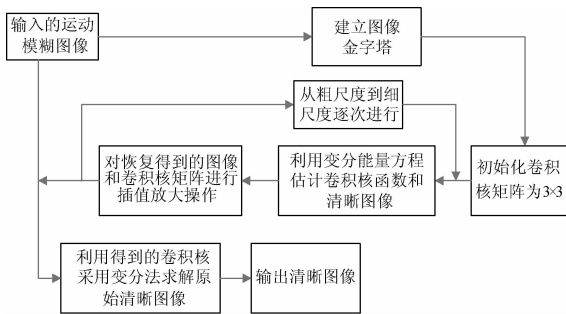 输入的运动
模糊图像
建立图像
金字塔
从粗尺度到细
尺度逐次进行
对恢复得到的图像
和卷积核矩阵进行
插值放大操作
利用变分能量方程
估计卷积核函数和
清晰图像
初始化卷积
核矩阵为3×3
利用得到的卷积核
采用变分法求解原
始清晰图像
输出清晰图像